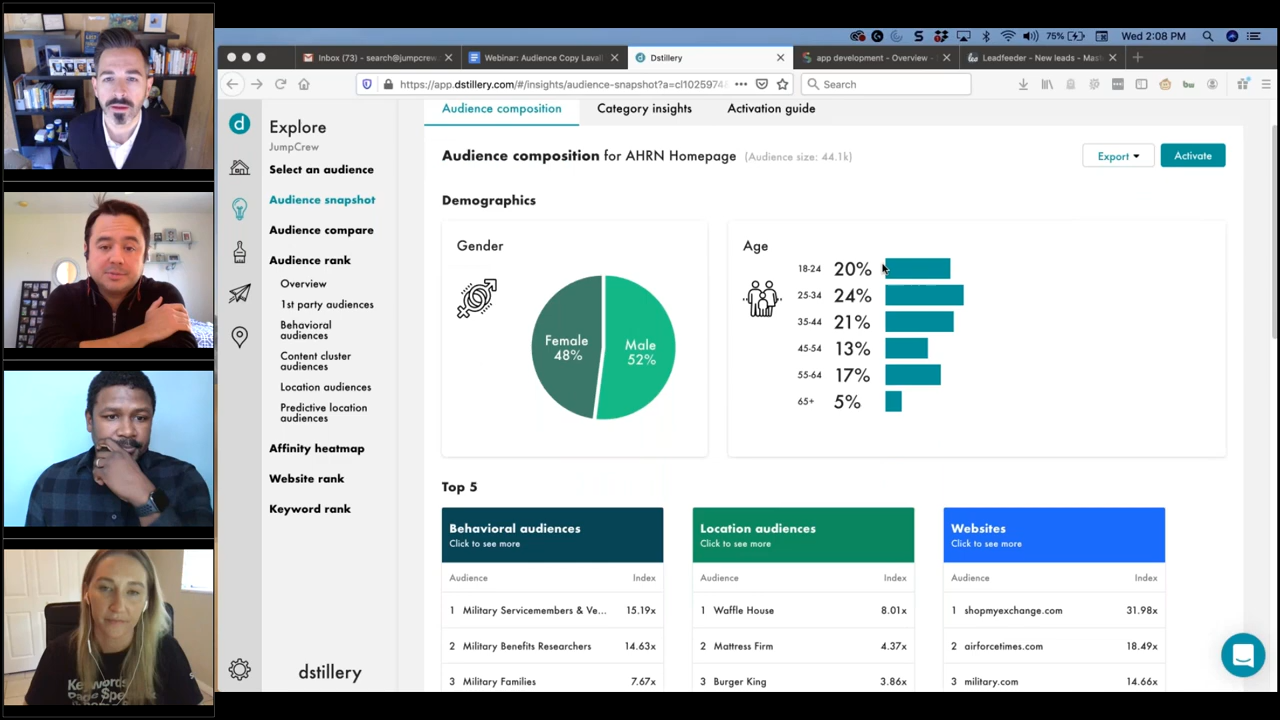 75%
Wed 2:08 PM
Inbox (73) - search@jumpcrew.
Webinar: Audience Copy Laval
Dstillery
app development - Overview -
Leadfeeder - New leads - Mas
https://app.dstillery.com/#/insights/audience-snapshot?a=cl1025974
Search
Explore
JumpCrew
Select an audience
Audience snapshot
Audience compare
Audience rank
Overview
1st party audiences
Behavioral
audiences
Content cluster
audiences
Location audiences
Predictive location
audiences
Affinity heatmap
Website rank
Keyword rank
dstillery
Audience composition
Category insights
Activation guide
Audience composition for AHRN Homepage (Audience size: 44.1k)
Export
Activate
Demographics
Gender
Female
48%
Male
52%
Age
18-24 20%
25-34 24%
35-44 21%
45-54 13%
55-64 17%
65+ 5%
Top 5
Behavioral audiences
Click to see more
Audience Index
1 Military Servicemembers & Ve... 15.19x
2 Military Benefits Researchers 14.63x
3 Military Families 7.67x
Location audiences
Click to see more
Audience Index
1 Waffle House 8.01x
2 Mattress Firm 4.37x
3 Burger King 3.86x
Websites
Click to see more
Audience Index
1 shopmyexchange.com 31.98x
2 airforcetimes.com 18.49x
3 military.com 14.66x